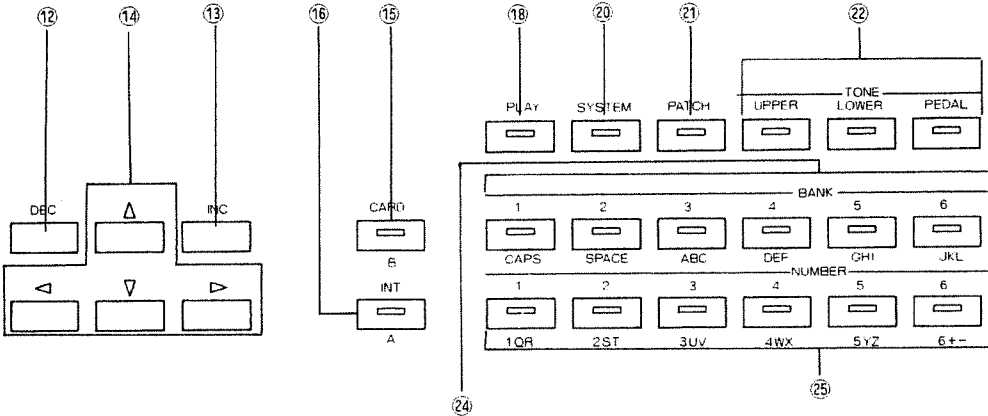 ⑫ ⑭ ⑬ ⑯ ⑮ ⑱ ⑳ ㉑ ㉒
TONE
PLAY SYSTEM PATCH UPPER LOWER PEDAL
DEC △ INC CARD
BANK
1 2 3 4 5 6
B CAPS SPACE ABC DEF GHI JKL
◁ ▽ ▷ INT
NUMBER
1 2 3 4 5 6
A 1QR 2ST 3UV 4WX 5YZ 6+-
㉔ ㉕